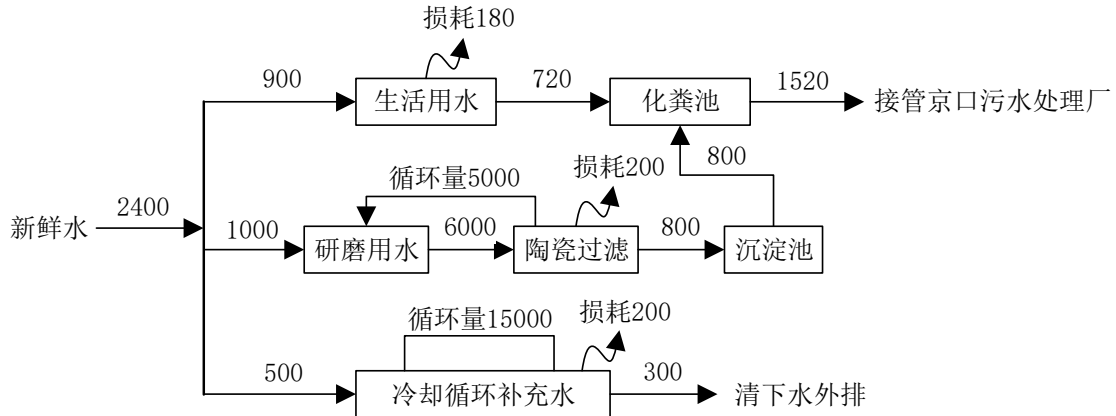 损耗180
900
生活用水
720
化粪池
1520
接管京口污水处理厂
800
循环量5000
损耗200
新鲜水
2400
1000
研磨用水
6000
陶瓷过滤
800
沉淀池
循环量15000
损耗200
500
冷却循环补充水
300
清下水外排